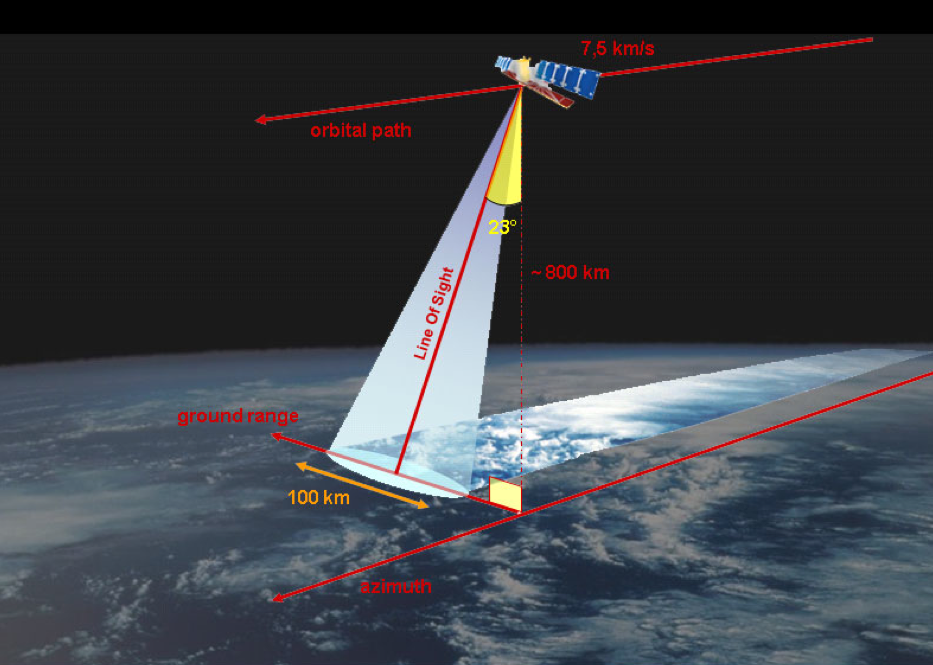 7,5 km/s
orbital path
23°
~ 800 km
Line Of Sight
ground range
100 km
azimuth